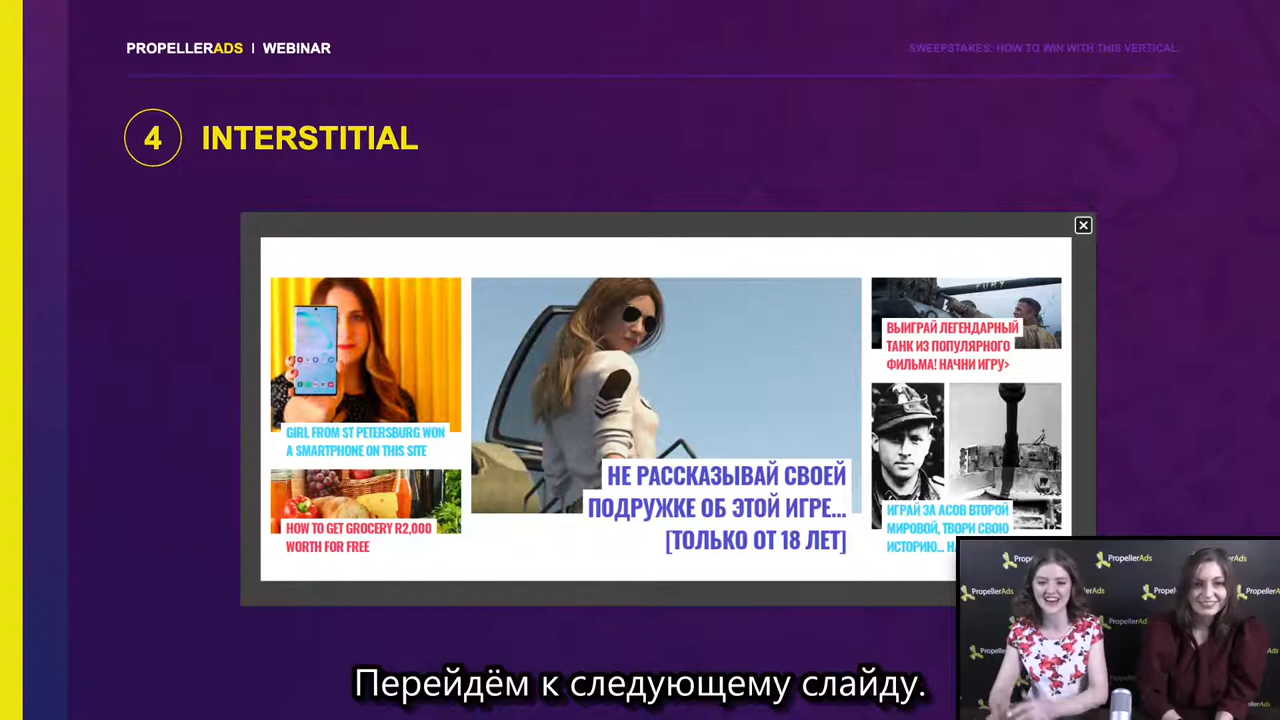 PROPELLERADS | WEBINAR
SWEEPSTAKES: HOW TO WIN WITH THIS VERTICAL.
4 INTERSTITIAL
GIRL FROM ST PETERSBURG WON
A SMARTPHONE ON THIS SITE
HOW TO GET GROCERY R2,000
WORTH FOR FREE
НЕ РАССКАЗЫВАЙ СВОЕЙ
ПОДРУЖКЕ ОБ ЭТОЙ ИГРЕ...
[ТОЛЬКО ОТ 18 ЛЕТ]
FURY
ВЫИГРАЙ ЛЕГЕНДАРНЫЙ
ТАНК ИЗ ПОПУЛЯРНОГО
ФИЛЬМА! НАЧНИ ИГРУ>
ИГРАЙ ЗА АСОВ ВТОРОЙ
МИРОВОЙ, ТВОРИ СВОЮ
ИСТОРИЮ...
PropellerAds
PropellerAds
PropellerAds
Перейдём к следующему слайду.